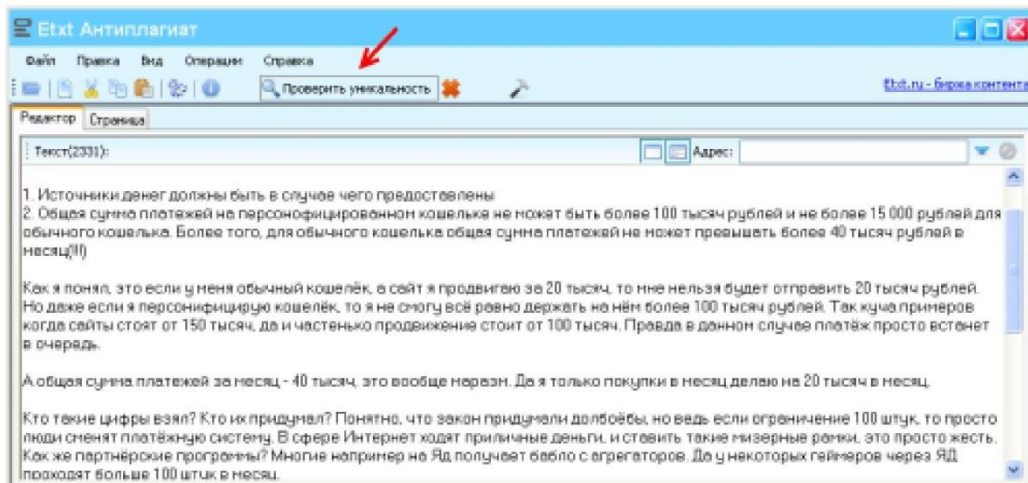 Etxt Антиплагиат
Файл Правка Вид Операции Справка
Проверить уникальность
Etxt.ru - биржа контента
Редактор Страница
Текст(2331): Адрес:
1. Источники денег должны быть в случае чего предоставлены
2. Общая сумма платежей на персонофицированном кошельке не может быть более 100 тысяч рублей и не более 15 000 рублей для
обычного кошелька. Более того, для обычного кошелька общая сумма платежей не может превышать более 40 тысяч рублей в
месяц(!!!)
Как я понял, это если у меня обычный кошелёк, а сайт я продвигаю за 20 тысяч, то мне нельзя будет отправить 20 тысяч рублей.
Но даже если я персонифицирую кошелёк, то я не смогу всё равно держать на нём более 100 тысяч рублей. Так куча примеров
когда сайты стоят от 150 тысяч, да и частенько продвижение стоит от 100 тысяч. Правда в данном случае платёж просто встанет
в очередь.
А общая сумма платежей за месяц - 40 тысяч, это вообще маразм. Да я только покупки в месяц делаю на 20 тысяч в месяц.
Кто такие цифры взял? Кто их придумал? Понятно, что закон придумали долбоёбы, но ведь если ограничение 100 штук, то просто
люди сменят платёжную систему. В сфере Интернет ходят приличные деньги, и ставить такие мизерные рамки, это просто жесть.
Как же партнёрские программы? Многие например на Яд получает бабло с агрегаторов. Да у некоторых геймеров через ЯД
проходят больше 100 штук в месяц.